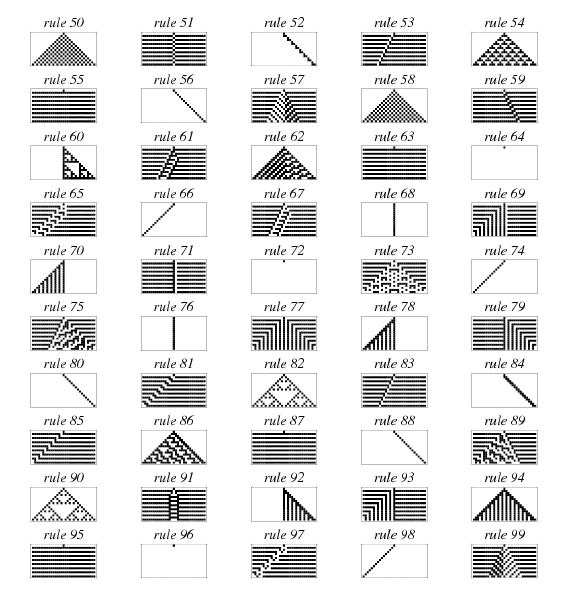 rule 50 rule 51 rule 52 rule 53 rule 54
rule 55 rule 56 rule 57 rule 58 rule 59
rule 60 rule 61 rule 62 rule 63 rule 64
rule 65 rule 66 rule 67 rule 68 rule 69
rule 70 rule 71 rule 72 rule 73 rule 74
rule 75 rule 76 rule 77 rule 78 rule 79
rule 80 rule 81 rule 82 rule 83 rule 84
rule 85 rule 86 rule 87 rule 88 rule 89
rule 90 rule 91 rule 92 rule 93 rule 94
rule 95 rule 96 rule 97 rule 98 rule 99